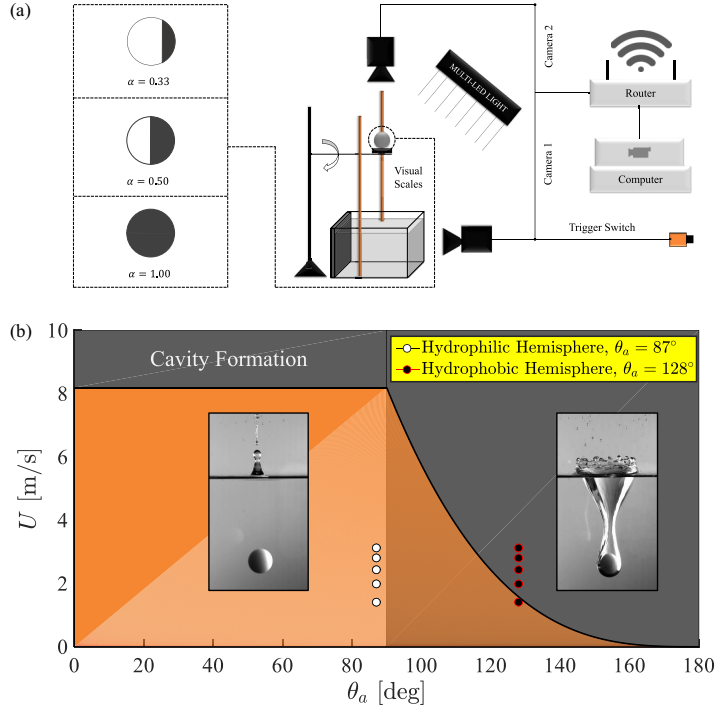 (a)
α = 0.33
α = 0.50
α = 1.00
Visual
Scales
MULTI-LED LIGHT
Camera 2
Camera 1
Router
Computer
Trigger Switch
(b)
Cavity Formation
Hydrophilic Hemisphere, θₐ = 87°
Hydrophobic Hemisphere, θₐ = 128°
U [m/s]
10
8
6
4
2
0
0 20 40 60 80 100 120 140 160 180
θₐ [deg]